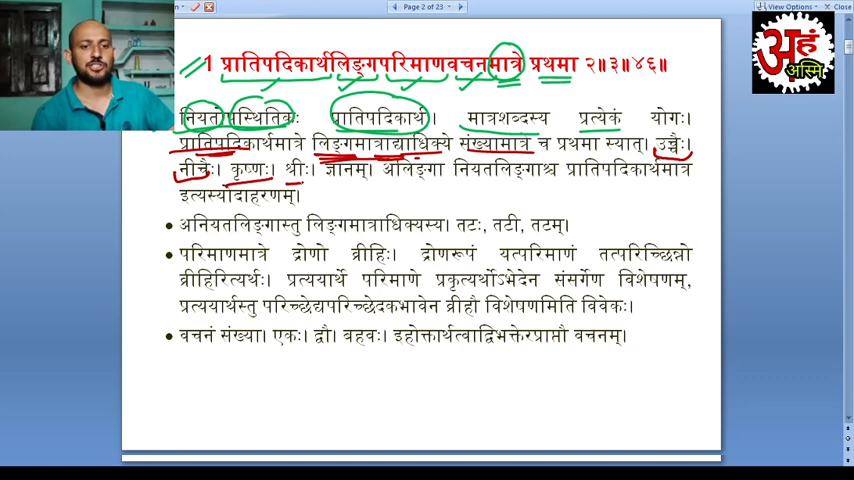 Page 2 of 23
View Options
Close
1 प्रातिपदिकार्थलिङ्गपरिमाणवचनमात्रे प्रथमा २॥३॥४६॥
नियतोपस्थितिकः प्रातिपदिकार्थः। मात्रशब्दस्य प्रत्येकं योगः।
प्रातिपदिकार्थमात्रे लिङ्गमात्राद्याधिक्ये संख्यामात्रे च प्रथमा स्यात्। उच्चैः।
नीचैः। कृष्णः। श्रीः। ज्ञानम्। अलिङ्गा नियतलिङ्गाश्च प्रातिपदिकार्थमात्र
इत्यस्योदाहरणम्।
• अनियतलिङ्गास्तु लिङ्गमात्राधिक्यस्य। तटः, तटी, तटम्।
• परिमाणमात्रे द्रोणो व्रीहिः। द्रोणरूपं यत्परिमाणं तत्परिच्छिन्नो
व्रीहिरित्यर्थः। प्रत्ययार्थे परिमाणे प्रकृत्यर्थोऽभेदेन संसर्गेण विशेषणम्,
प्रत्ययार्थस्तु परिच्छेद्यपरिच्छेदकभावेन व्रीहौ विशेषणमिति विवेकः।
• वचनं संख्या। एकः। द्वौ। बहवः। इहोक्तार्थत्वाद्विभक्तेरप्राप्तौ वचनम्।
अहं
अस्मि